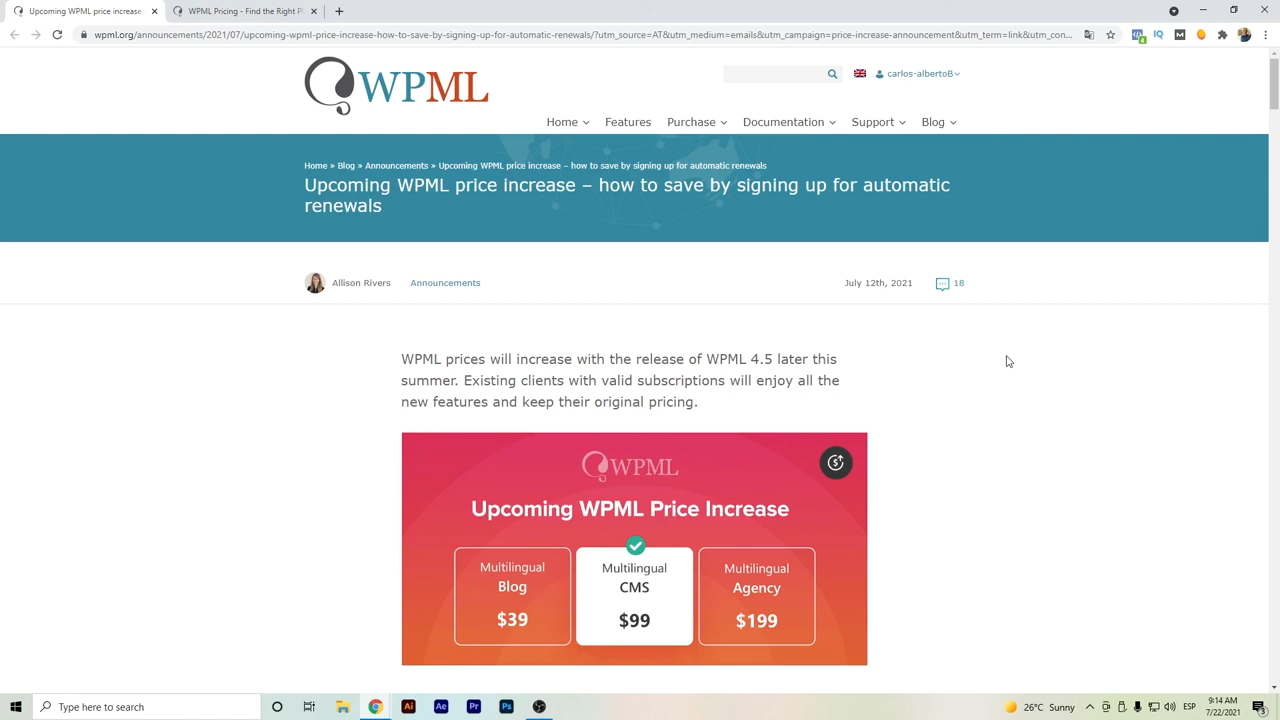 Upcoming WPML price increase
WPML Pricing - Find the Right P
wpml.org/announcements/2021/07/upcoming-wpml-price-increase-how-to-save-by-signing-up-for-automatic-renewals/?utm_source=AT&utm_medium=emails&utm_campaign=price-increase-announcement&utm_term=link&utm_con...
WPML
carlos-albertoB
Home Features Purchase Documentation Support Blog
Home » Blog » Announcements » Upcoming WPML price increase – how to save by signing up for automatic renewals
Upcoming WPML price increase – how to save by signing up for automatic
renewals
Allison Rivers Announcements July 12th, 2021 18
WPML prices will increase with the release of WPML 4.5 later this
summer. Existing clients with valid subscriptions will enjoy all the
new features and keep their original pricing.
WPML
Upcoming WPML Price Increase
Multilingual
Blog
$39
Multilingual
CMS
$99
Multilingual
Agency
$199
Type here to search
Ai
Ae
Pr
Ps
26°C Sunny
ESP
9:14 AM
7/22/2021